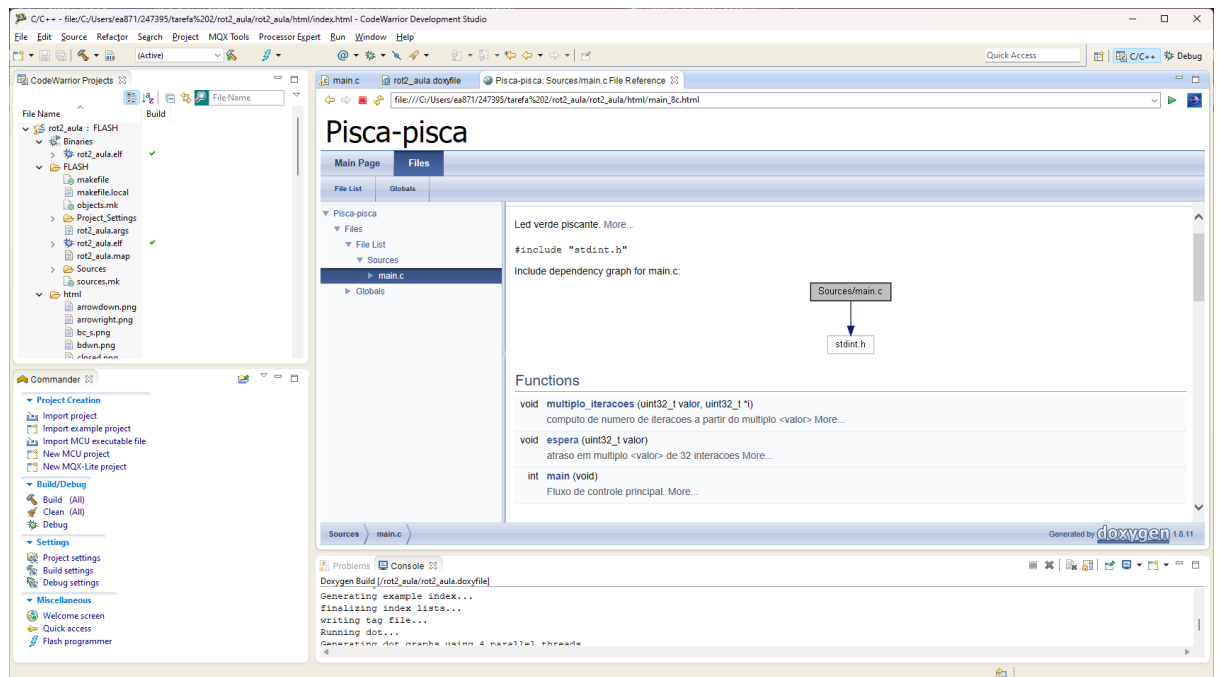 C/C++ - file:/C:/Users/ea871/247395/tarefa%202/rot2_aula/rot2_aula/html/index.html - CodeWarrior Development Studio
File Edit Source Refactor Search Project MQX Tools Processor Expert Run Window Help
(Active) Quick Access C/C++ Debug
CodeWarrior Projects
File Name
File Name Build
rot2_aula : FLASH
Binaries
rot2_aula.elf
FLASH
makefile
makefile.local
objects.mk
Project_Settings
rot2_aula.args
rot2_aula.elf
rot2_aula.map
Sources
sources.mk
html
arrowdown.png
arrowright.png
bc_s.png
bdwn.png
closed.png
Commander
Project Creation
Import project
Import example project
Import MCU executable file
New MCU project
New MQX-Lite project
Build/Debug
Build (All)
Clean (All)
Debug
Settings
Project settings
Build settings
Debug settings
Miscellaneous
Welcome screen
Quick access
Flash programmer
main.c rot2_aula.doxyfile Pisca-pisca: Sources/main.c File Reference
file:///C:/Users/ea871/247395/tarefa%202/rot2_aula/rot2_aula/html/main_8c.html
Pisca-pisca
Main Page Files
File List Globals
Pisca-pisca
Files
File List
Sources
main.c
Globals
Led verde piscante. More...
#include "stdint.h"
Include dependency graph for main.c:
Sources/main.c
stdint.h
Functions
void multiplo_iteracoes (uint32_t valor, uint32_t *i)
computo de numero de iteracoes a partir do multiplo <valor> More...
void espera (uint32_t valor)
atraso em multiplo <valor> de 32 interacoes More...
int main (void)
Fluxo de controle principal. More...
Sources main.c Generated by doxygen 1.8.11
Problems Console
Doxygen Build [/rot2_aula/rot2_aula.doxyfile]
Generating example index...
finalizing index lists...
writing tag file...
Running dot...
Generating dot graphs using 4 parallel threads